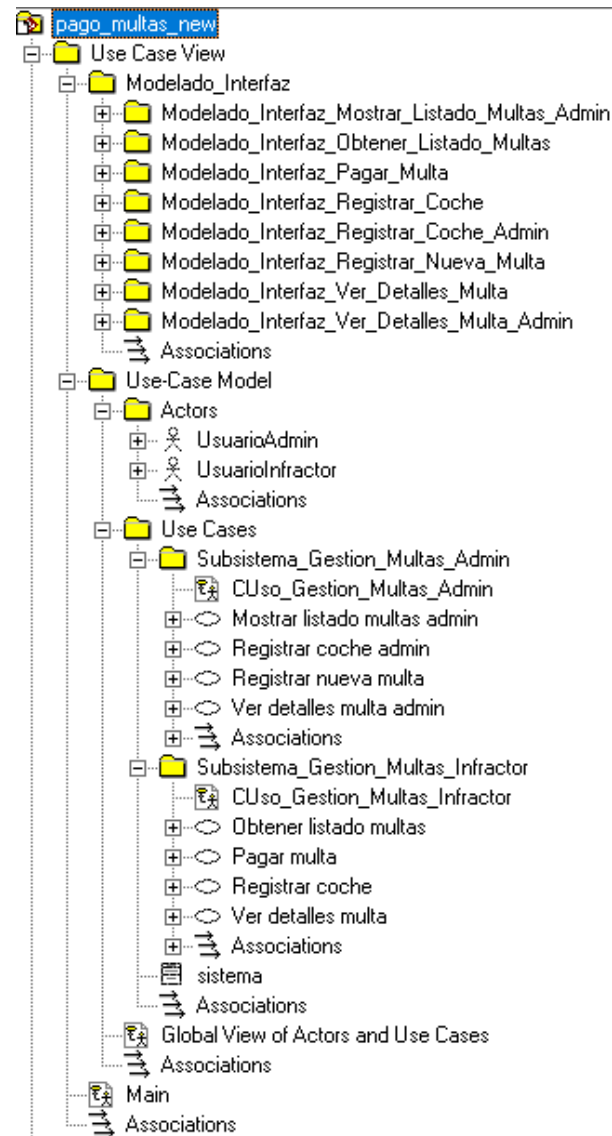 pago_multas_new
Use Case View
Modelado_Interfaz
Modelado_Interfaz_Mostrar_Listado_Multas_Admin
Modelado_Interfaz_Obtener_Listado_Multas
Modelado_Interfaz_Pagar_Multa
Modelado_Interfaz_Registrar_Coche
Modelado_Interfaz_Registrar_Coche_Admin
Modelado_Interfaz_Registrar_Nueva_Multa
Modelado_Interfaz_Ver_Detalles_Multa
Modelado_Interfaz_Ver_Detalles_Multa_Admin
Associations
Use-Case Model
Actors
UsuarioAdmin
UsuarioInfractor
Associations
Use Cases
Subsistema_Gestion_Multas_Admin
CUso_Gestion_Multas_Admin
Mostrar listado multas admin
Registrar coche admin
Registrar nueva multa
Ver detalles multa admin
Associations
Subsistema_Gestion_Multas_Infractor
CUso_Gestion_Multas_Infractor
Obtener listado multas
Pagar multa
Registrar coche
Ver detalles multa
Associations
sistema
Associations
Global View of Actors and Use Cases
Associations
Main
Associations